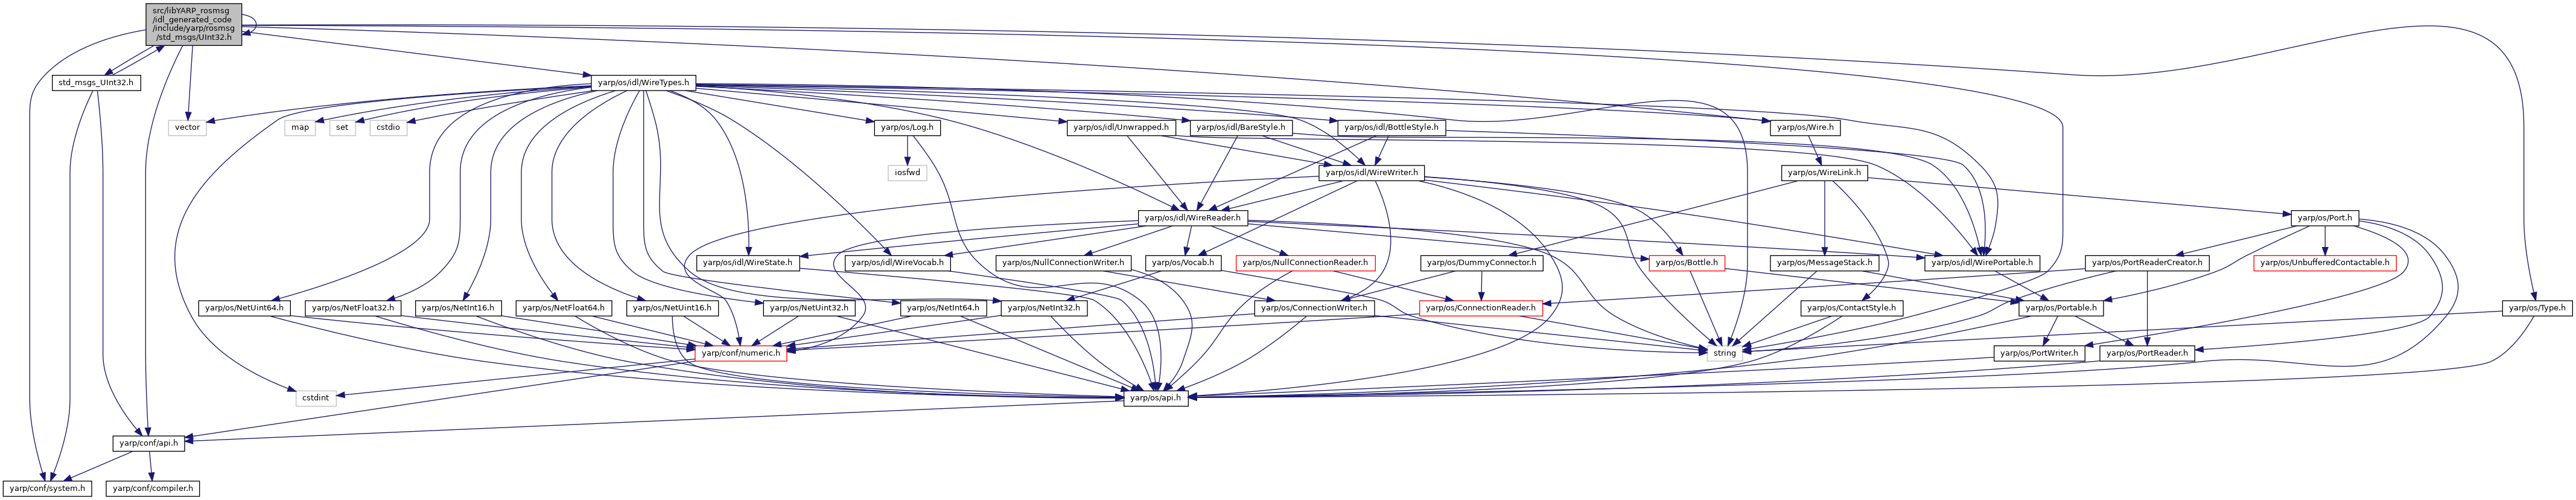 src/libYARP_rosmsg
/idl_generated_code
/include/yarp/rosmsg
/std_msgs/UInt32.h
std_msgs_UInt32.h
yarp/os/idl/WireTypes.h
vector
map
set
cstdio
yarp/os/Log.h
yarp/os/idl/Unwrapped.h
yarp/os/idl/BareStyle.h
yarp/os/idl/BottleStyle.h
yarp/os/Wire.h
iosfwd
yarp/os/idl/WireWriter.h
yarp/os/WireLink.h
yarp/os/idl/WireReader.h
yarp/os/Port.h
yarp/os/idl/WireState.h
yarp/os/idl/WireVocab.h
yarp/os/NullConnectionWriter.h
yarp/os/Vocab.h
yarp/os/NullConnectionReader.h
yarp/os/DummyConnector.h
yarp/os/Bottle.h
yarp/os/MessageStack.h
yarp/os/idl/WirePortable.h
yarp/os/PortReaderCreator.h
yarp/os/UnbufferedContactable.h
yarp/os/NetUint64.h
yarp/os/NetFloat32.h
yarp/os/NetInt16.h
yarp/os/NetFloat64.h
yarp/os/NetUint16.h
yarp/os/NetUint32.h
yarp/os/NetInt64.h
yarp/os/NetInt32.h
yarp/os/ConnectionWriter.h
yarp/os/ConnectionReader.h
yarp/os/ContactStyle.h
yarp/os/Portable.h
yarp/os/Type.h
yarp/conf/numeric.h
string
yarp/os/PortWriter.h
yarp/os/PortReader.h
cstdint
yarp/os/api.h
yarp/conf/api.h
yarp/conf/system.h
yarp/conf/compiler.h